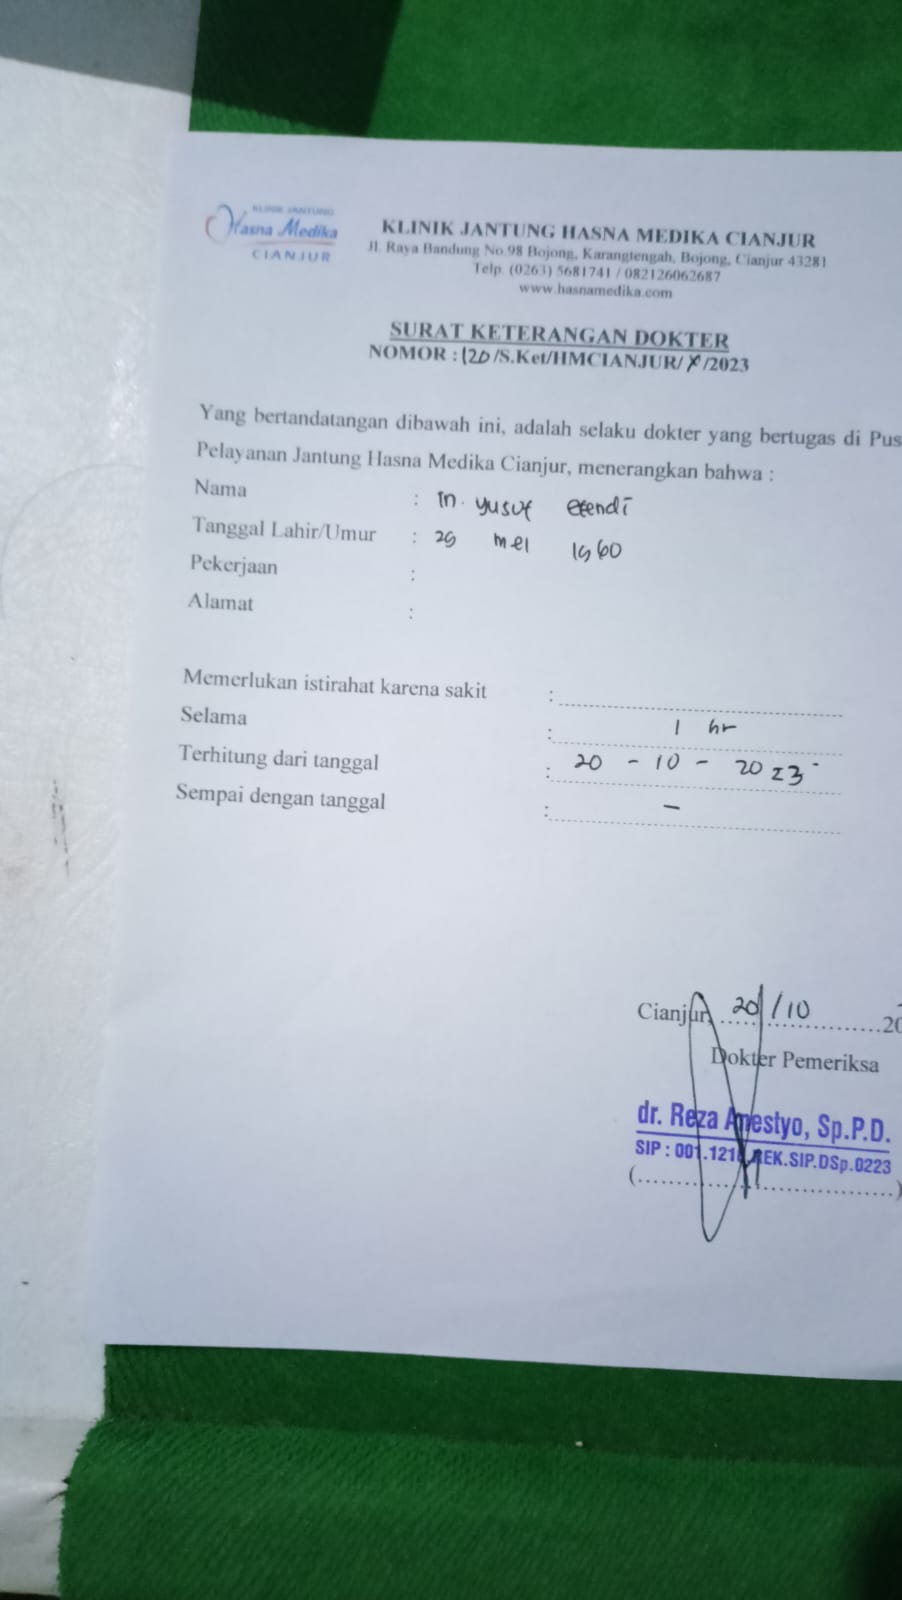 KLINIK JANTUNG
Hasna Medika
CIANJUR
KLINIK JANTUNG HASNA MEDIKA CIANJUR
Jl. Raya Bandung No.98 Bojong, Karangtengah, Bojong, Cianjur 43281
Telp. (0263) 5681741 / 082126062687
www.hasnamedika.com
SURAT KETERANGAN DOKTER
NOMOR : 120 /S.Ket/HMCIANJUR/ X /2023
Yang bertandatangan dibawah ini, adalah selaku dokter yang bertugas di Pus
Pelayanan Jantung Hasna Medika Cianjur, menerangkan bahwa :
Nama : Tn. Yusuf Efendi
Tanggal Lahir/Umur : 29 mei 1960
Pekerjaan :
Alamat :
Memerlukan istirahat karena sakit :
Selama : 1 hr
Terhitung dari tanggal : 20 - 10 - 2023
Sempai dengan tanggal : -
Cianjur, 20/10 20
Dokter Pemeriksa
dr. Reza Anestyo, Sp.P.D.
SIP : 001.121 REK.SIP.DSp.0223
(....................................)